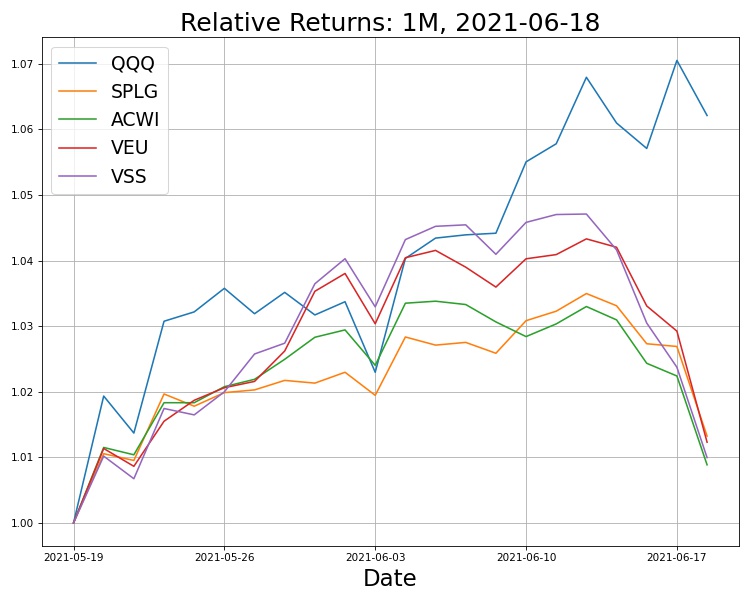 Relative Returns: 1M, 2021-06-18
QQQ
SPLG
ACWI
VEU
VSS
1.07
1.06
1.05
1.04
1.03
1.02
1.01
1.00
2021-05-19 2021-05-26 2021-06-03 2021-06-10 2021-06-17
Date